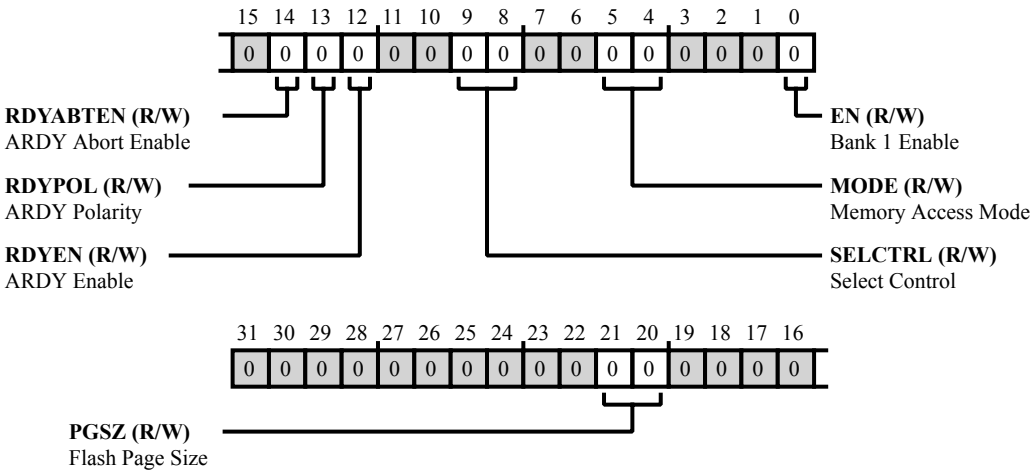 15 14 13 12 11 10 9 8 7 6 5 4 3 2 1 0
0 0 0 0 0 0 0 0 0 0 0 0 0 0 0 0
RDYABTEN (R/W)
ARDY Abort Enable
RDYPOL (R/W)
ARDY Polarity
RDYEN (R/W)
ARDY Enable
EN (R/W)
Bank 1 Enable
MODE (R/W)
Memory Access Mode
SELCTRL (R/W)
Select Control
31 30 29 28 27 26 25 24 23 22 21 20 19 18 17 16
0 0 0 0 0 0 0 0 0 0 0 0 0 0 0 0
PGSZ (R/W)
Flash Page Size